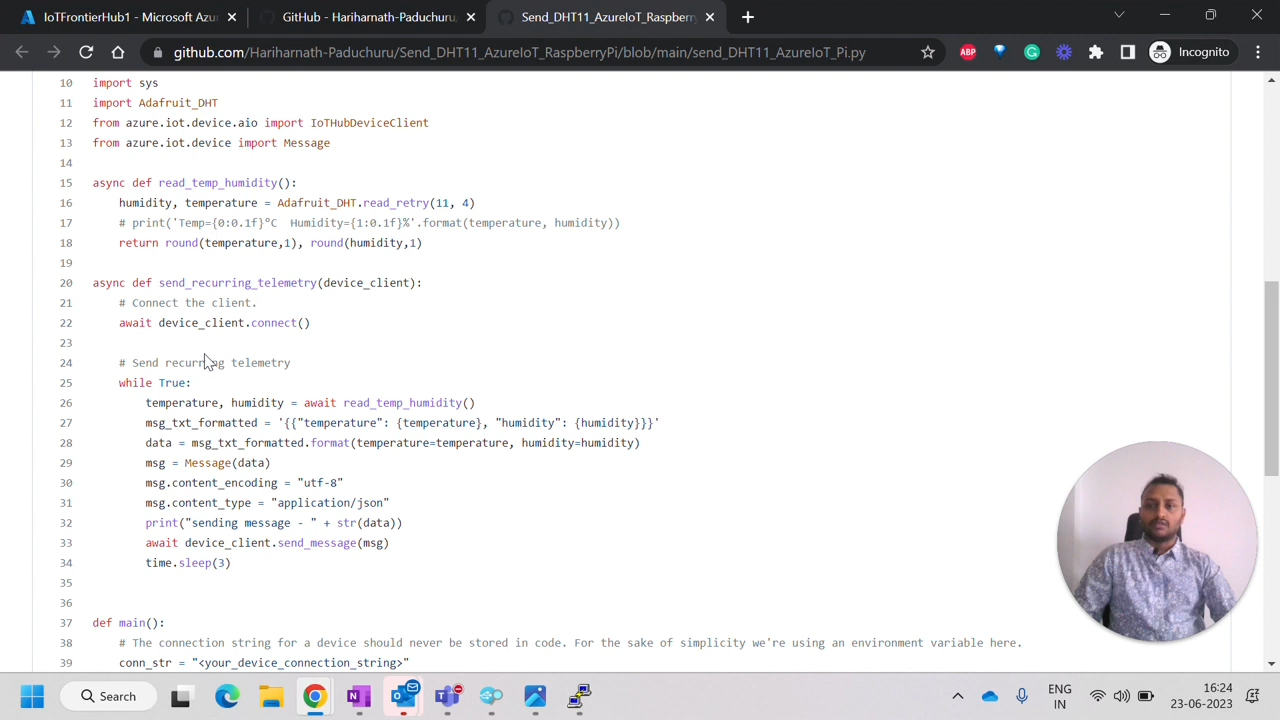 IoTFrontierHub1 - Microsoft Azu
GitHub - Hariharnath-Paduchuru/
Send_DHT11_AzureIoT_Raspberry
github.com/Hariharnath-Paduchuru/Send_DHT11_AzureIoT_RaspberryPi/blob/main/send_DHT11_AzureIoT_Pi.py
ABP
Incognito
10 import sys
11 import Adafruit_DHT
12 from azure.iot.device.aio import IoTHubDeviceClient
13 from azure.iot.device import Message
14
15 async def read_temp_humidity():
16 humidity, temperature = Adafruit_DHT.read_retry(11, 4)
17 # print('Temp={0:0.1f}°C  Humidity={1:0.1f}%'.format(temperature, humidity))
18 return round(temperature,1), round(humidity,1)
19
20 async def send_recurring_telemetry(device_client):
21 # Connect the client.
22 await device_client.connect()
23
24 # Send recurring telemetry
25 while True:
26 temperature, humidity = await read_temp_humidity()
27 msg_txt_formatted = '{{"temperature": {temperature}, "humidity": {humidity}}}'
28 data = msg_txt_formatted.format(temperature=temperature, humidity=humidity)
29 msg = Message(data)
30 msg.content_encoding = "utf-8"
31 msg.content_type = "application/json"
32 print("sending message - " + str(data))
33 await device_client.send_message(msg)
34 time.sleep(3)
35
36
37 def main():
38 # The connection string for a device should never be stored in code. For the sake of simplicity we're using an environment variable here.
39 conn_str = "<your_device_connection_string>"
Search
ENG
IN
16:24
23-06-2023